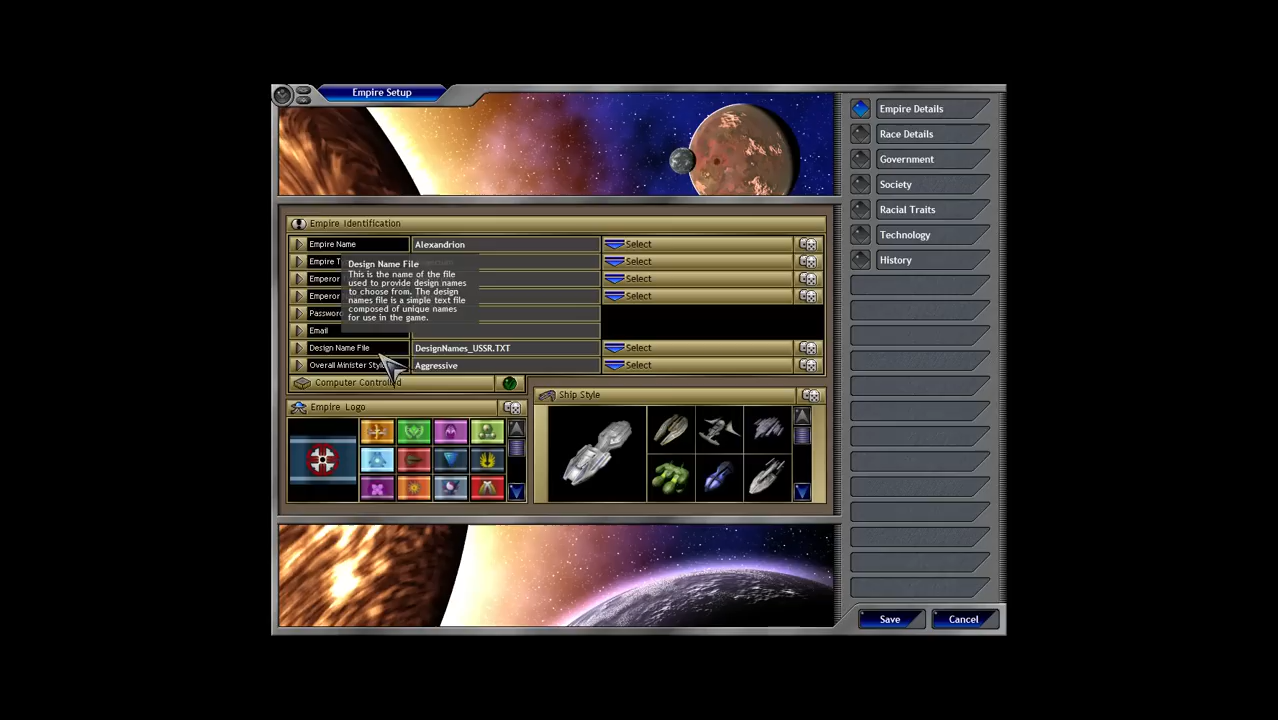 Empire Setup
Empire Details
Race Details
Government
Society
Racial Traits
Technology
History
Empire Identification
Empire Name Alexandrion Select
Empire T Select
Emperor Select
Emperor Select
Passwor
Email
Design Name File DesignNames_USSR.TXT Select
Overall Minister Style Aggressive Select
Design Name File
This is the name of the file
used to provide design names
to choose from. The design
names file is a simple text file
composed of unique names
for use in the game.
Computer Controlled
Empire Logo
Ship Style
Save Cancel